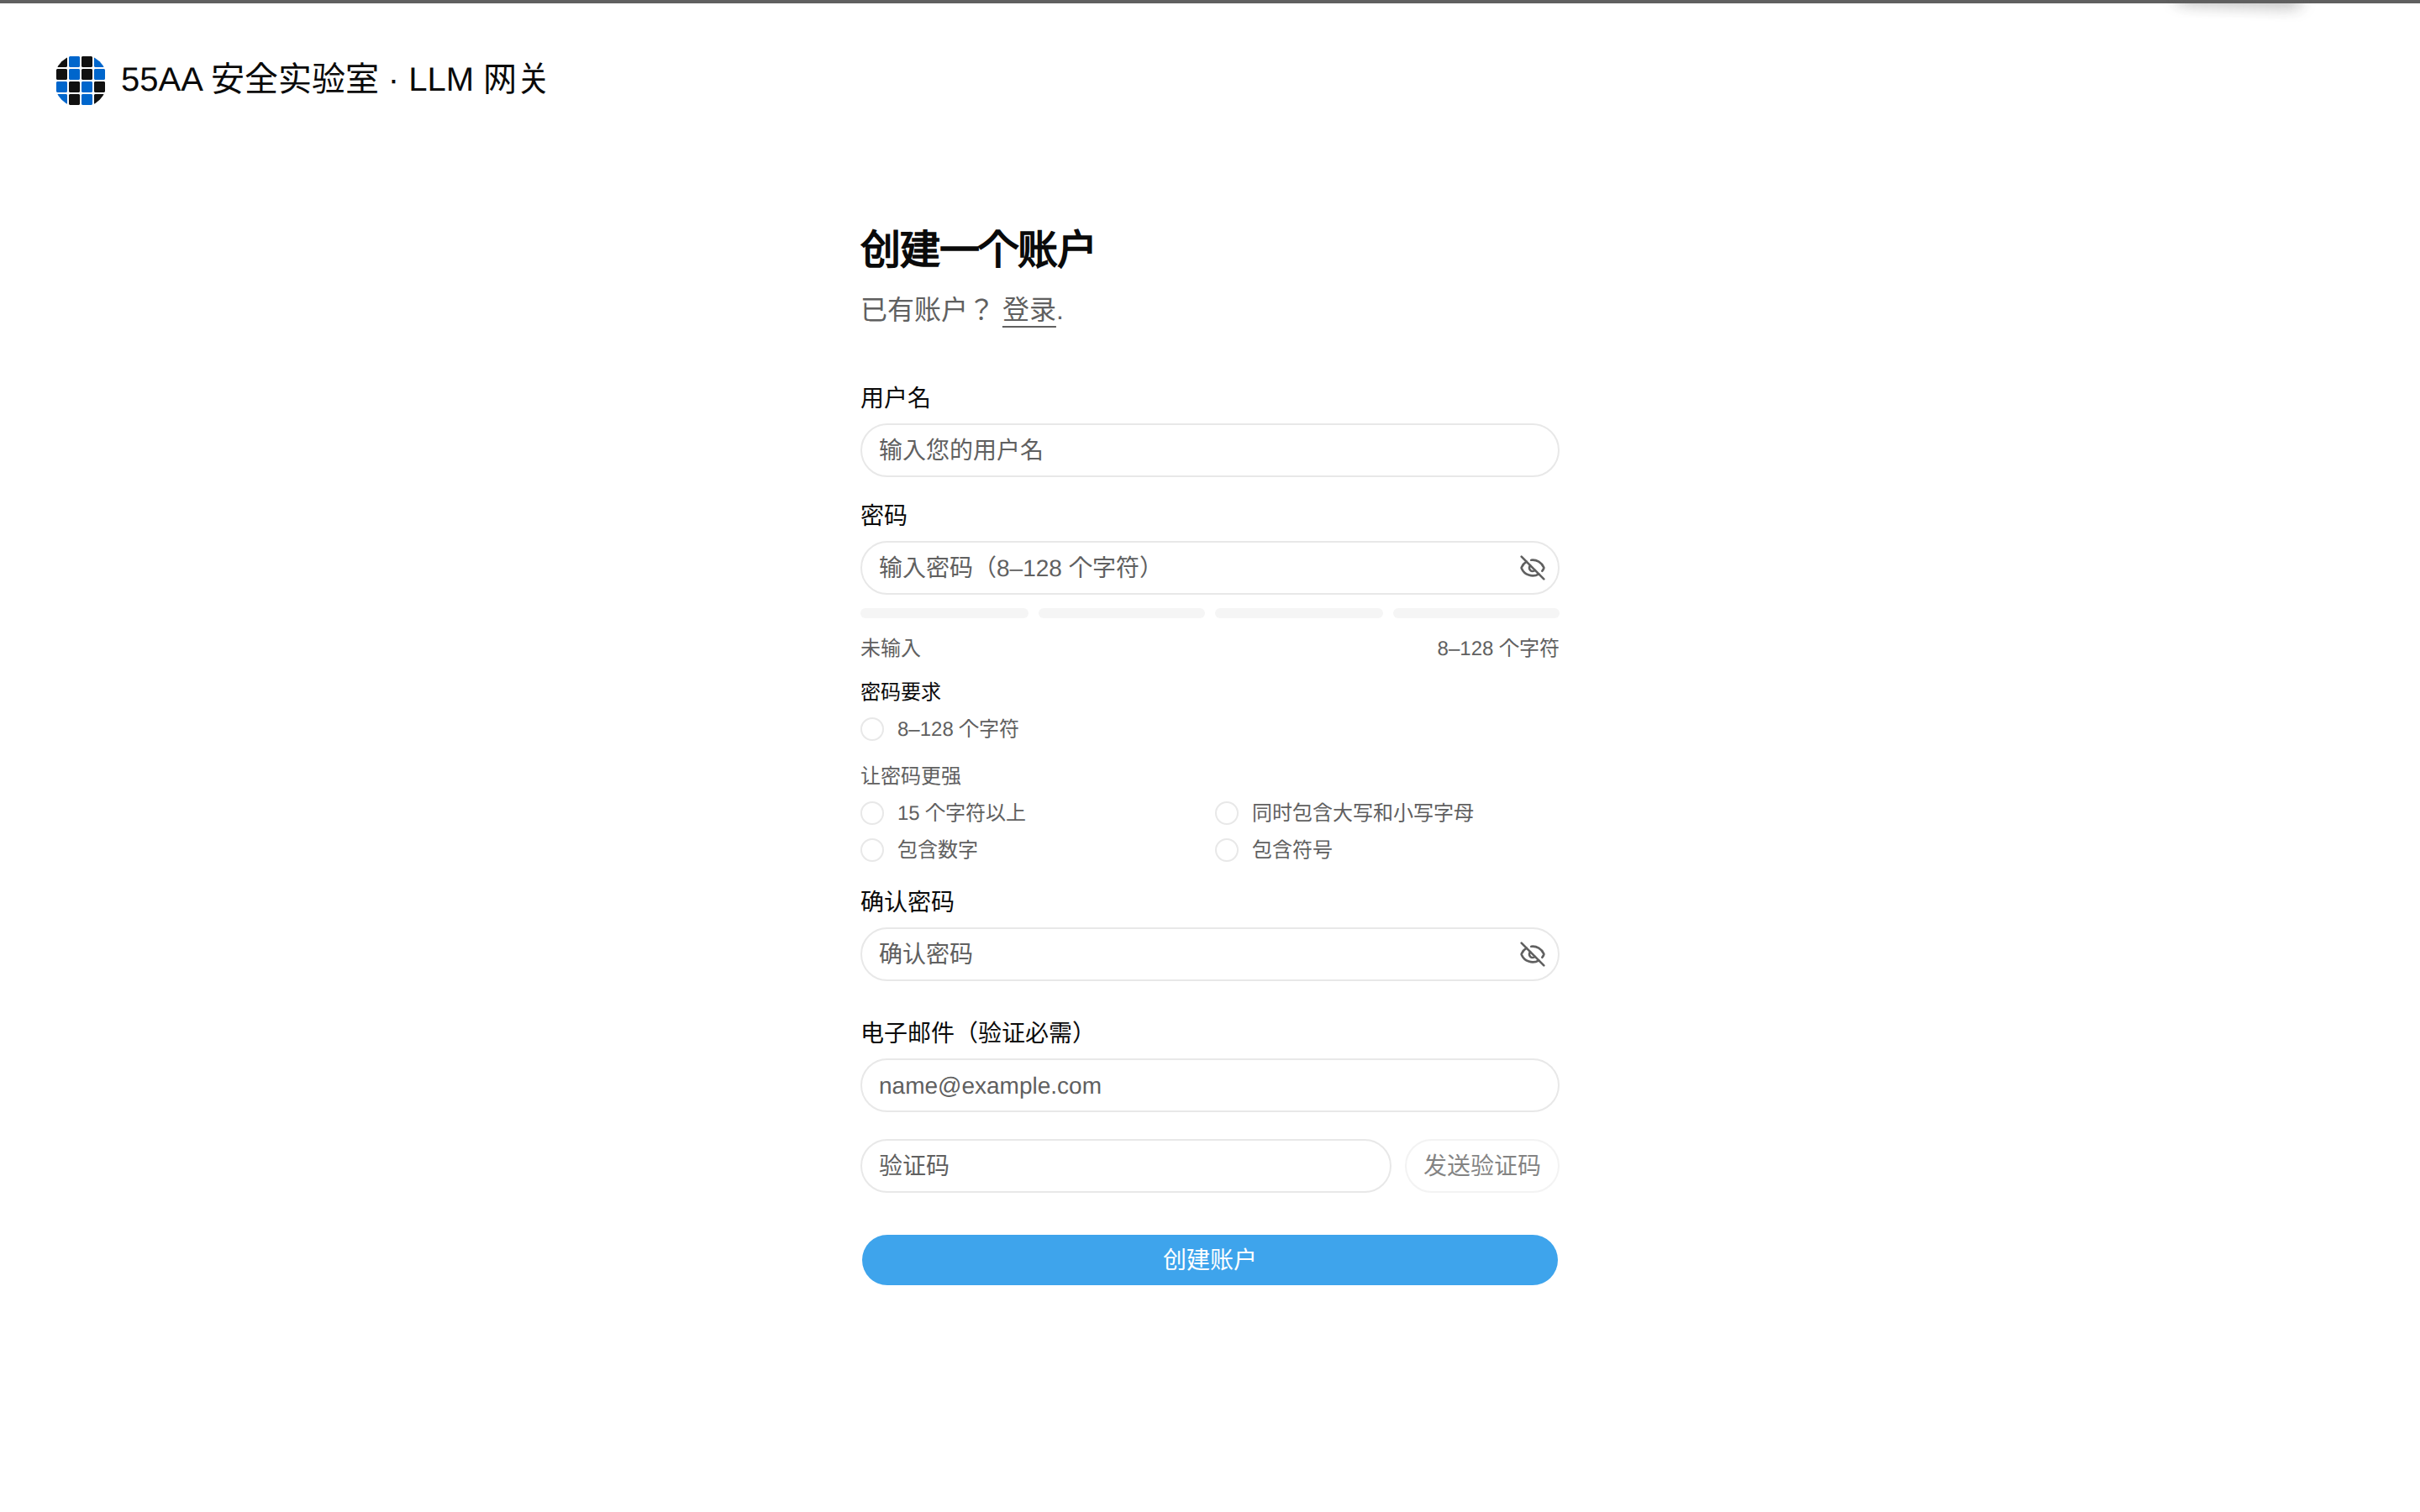 55AA 安全实验室 · LLM 网关
创建一个账户
已有账户？ 登录.
用户名
输入您的用户名
密码
输入密码（8–128 个字符）
未输入 8–128 个字符
密码要求
8–128 个字符
让密码更强
15 个字符以上 同时包含大写和小写字母
包含数字 包含符号
确认密码
确认密码
电子邮件（验证必需）
name@example.com
验证码 发送验证码
创建账户